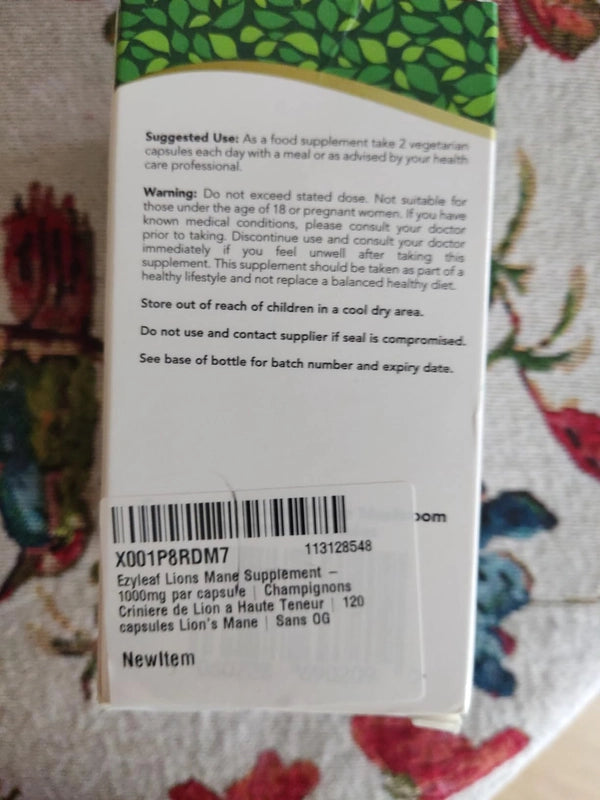 Suggested Use: As a food supplement take 2 vegetarian
capsules each day with a meal or as advised by your health
care professional.
Warning: Do not exceed stated dose. Not suitable for
those under the age of 18 or pregnant women. If you have
known medical conditions, please consult your doctor
prior to taking. Discontinue use and consult your doctor
immediately if you feel unwell after taking this
supplement. This supplement should be taken as part of a
healthy lifestyle and not replace a balanced healthy diet.
Store out of reach of children in a cool dry area.
Do not use and contact supplier if seal is compromised.
See base of bottle for batch number and expiry date.
X001P8RDM7 113128548
Ezyleaf Lions Mane Supplement –
1000mg par capsule | Champignons
Criniere de Lion a Haute Teneur | 120
capsules Lion's Mane | Sans OG
NewItem